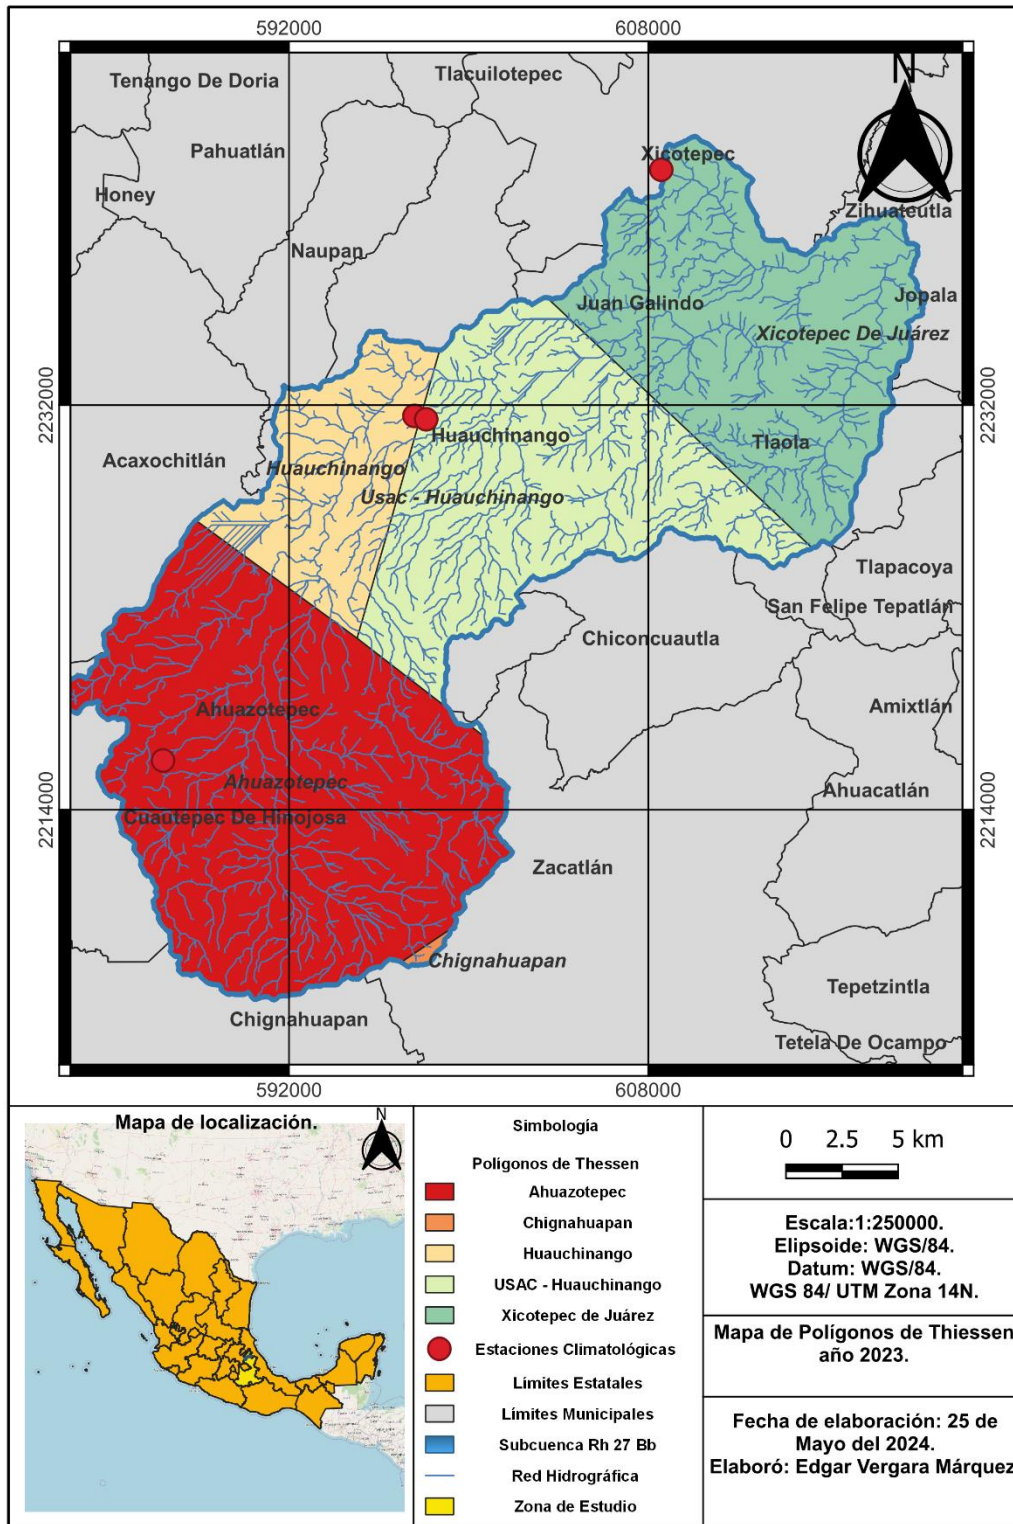 592000
608000
Tenango De Doria
Tlacuilotepec
N
Pahuatlán
Xicotepec
Honey
Zihuateutla
Naupan
Juan Galindo
Jopala
Xicotepec De Juárez
2232000
2232000
Huauchinango
Tlaola
Acaxochitlán
Huauchinango
Usac - Huauchinango
Tlapacoya
San Felipe Tepatlán
Chiconcuautla
Ahuazotepec
Amixtlán
Ahuazotepec
Ahuacatlán
2214000
2214000
Cuautepec De Hinojosa
Zacatlán
Chignahuapan
Tepetzintla
Chignahuapan
Tetela De Ocampo
592000
608000
Mapa de localización.
N
Simbología
Polígonos de Thessen
Ahuazotepec
Chignahuapan
Huauchinango
USAC - Huauchinango
Xicotepec de Juárez
Estaciones Climatológicas
Límites Estatales
Límites Municipales
Subcuenca Rh 27 Bb
Red Hidrográfica
Zona de Estudio
0 2.5 5 km
Escala:1:250000.
Elipsoide: WGS/84.
Datum: WGS/84.
WGS 84/ UTM Zona 14N.
Mapa de Polígonos de Thiessen
año 2023.
Fecha de elaboración: 25 de
Mayo del 2024.
Elaboró: Edgar Vergara Márquez